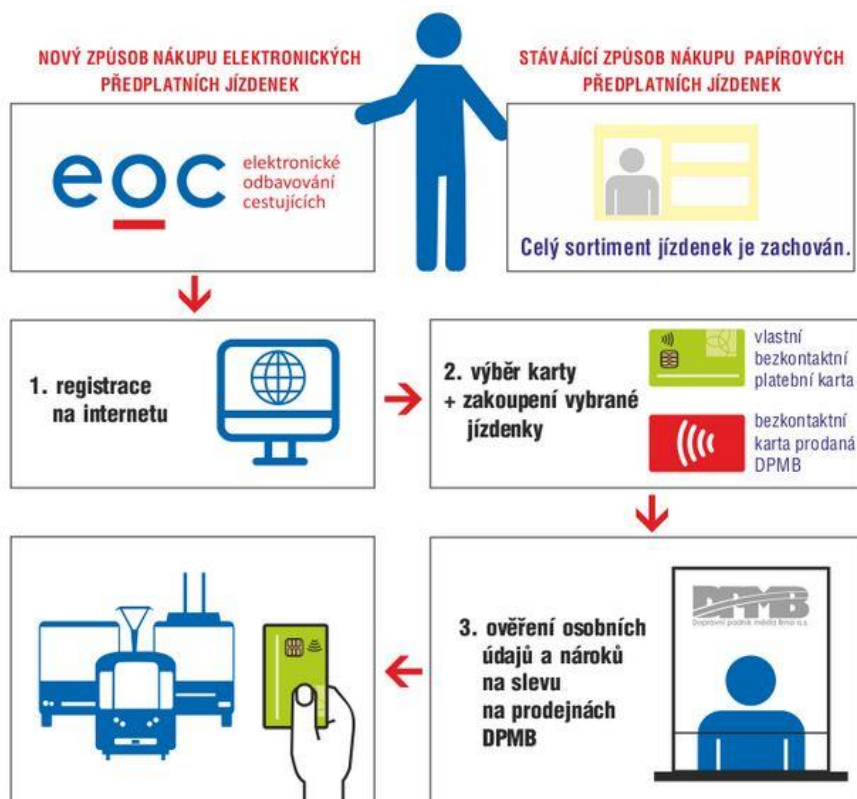 NOVÝ ZPŮSOB NÁKUPU ELEKTRONICKÝCH
PŘEDPLATNÍCH JÍZDENEK
STÁVÁJÍCÍ ZPŮSOB NÁKUPU PAPÍROVÝCH
PŘEDPLATNÍCH JÍZDENEK
eoc
elektronické
odbavování
cestujících
Celý sortiment jízdenek je zachován.
1. registrace
na internetu
2. výběr karty
+ zakoupení vybrané
jízdenky
vlastní
bezkontaktní
platební karta
bezkontaktní
karta prodaná
DPMB
3. ověření osobních
údajů a nároků
na slevu
na prodejnách
DPMB
DPMB
Dopravní podnik města Brna a.s.